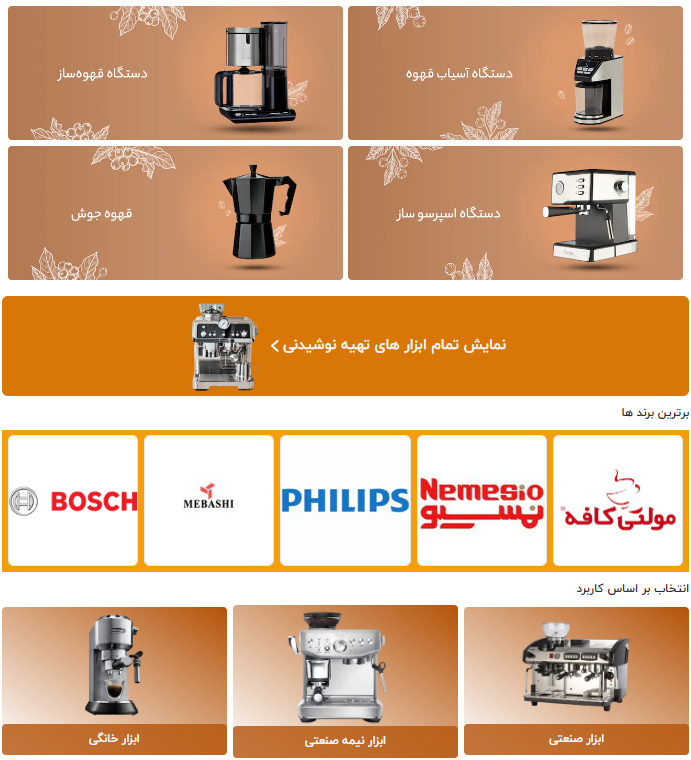 دستگاه آسیاب قهوه
دستگاه قهوه‌ساز
دستگاه اسپرسو ساز
قهوه جوش
نمایش تمام ابزار های تهیه نوشیدنی
برترین برند ها
مولتی کافه
Nemesio
نمسیو
PHILIPS
MEBASHI
BOSCH
انتخاب بر اساس کاربرد
ابزار صنعتی
ابزار نیمه صنعتی
ابزار خانگی